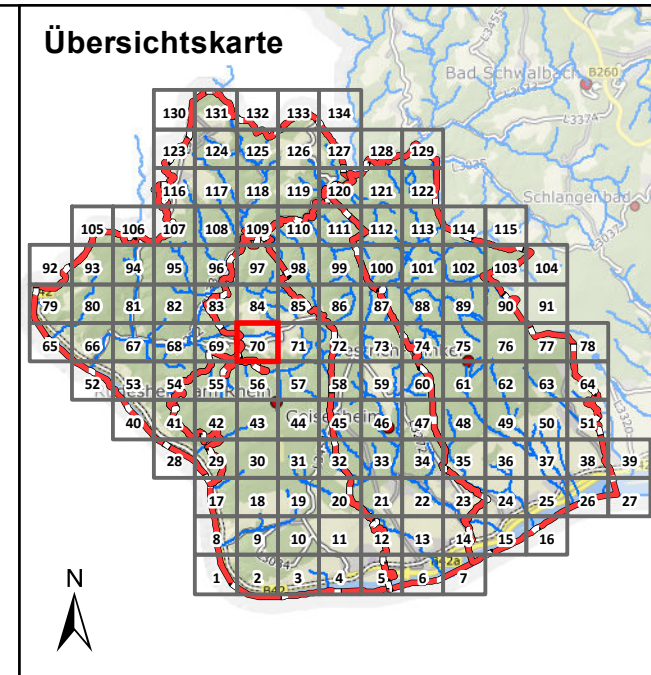 Übersichtskarte
L3455
Bad Schwalbach
B260
L3374
L3035
Schlangenbad
L3037
130 131 132 133 134
123 124 125 126 127 128 129
116 117 118 119 120 121 122
105 106 107 108 109 110 111 112 113 114 115
92 93 94 95 96 97 98 99 100 101 102 103 104
79 80 81 82 83 84 85 86 87 88 89 90 91
65 66 67 68 69 70 71 72 73 74 75 76 77 78
52 53 54 55 56 57 58 59 60 61 62 63 64
Geisenheim
40 41 42 43 44 45 46 47 48 49 50 51
L3320
28 29 30 31 32 33 34 35 36 37 38 39
17 18 19 20 21 22 23 24 25 26 27
8 9 10 11 12 13 14 15 16
L3034
B42a
1 2 3 4 5 6 7
B42
N